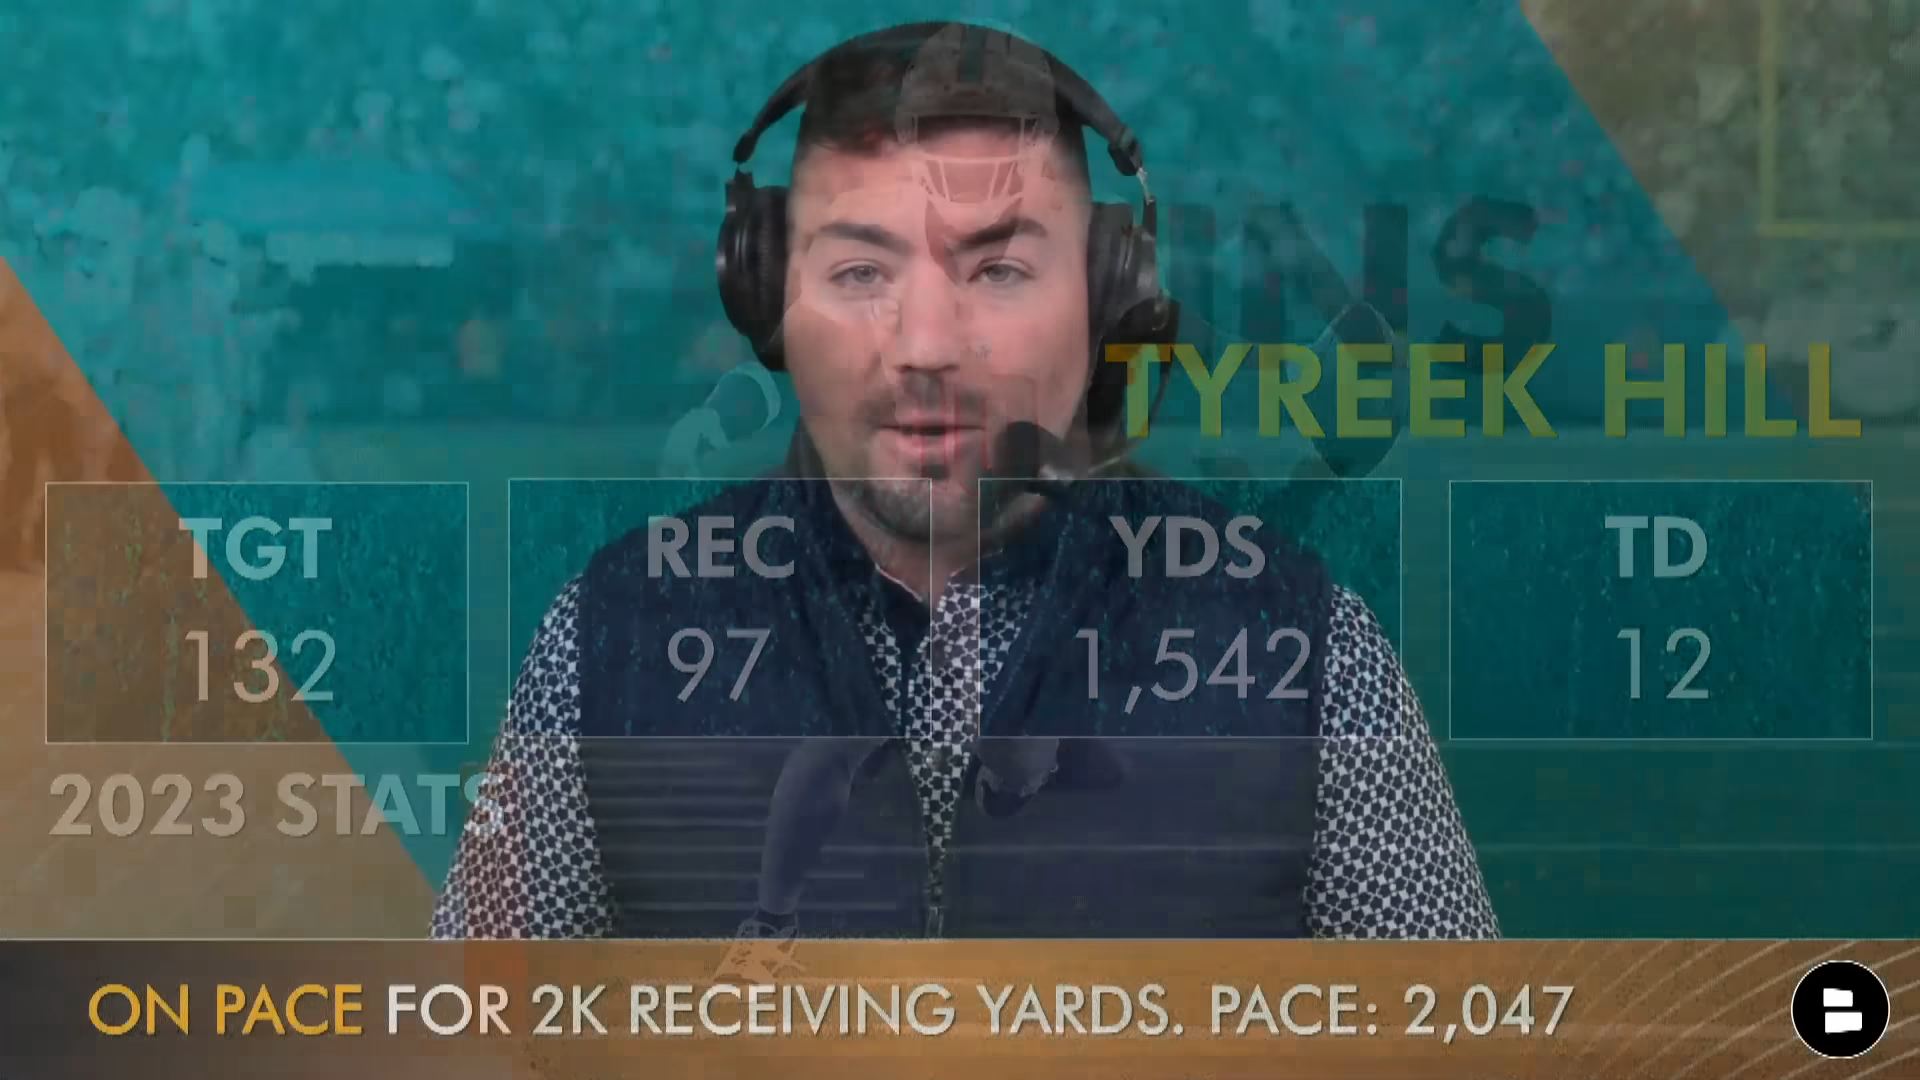 INS
TYREEK HILL
TGT REC YDS TD
132 97 1,542 12
2023 STATS
ON PACE FOR 2K RECEIVING YARDS. PACE: 2,047